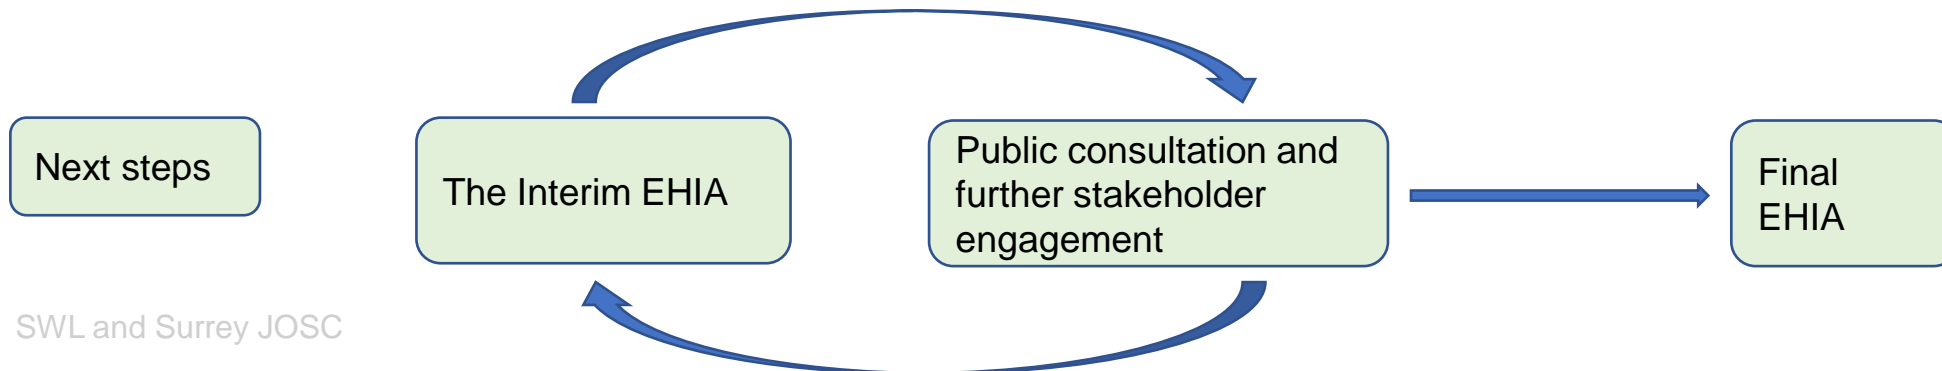 Next steps
The Interim EHIA
Public consultation and
further stakeholder
engagement
Final
EHIA
SWL and Surrey JOSC